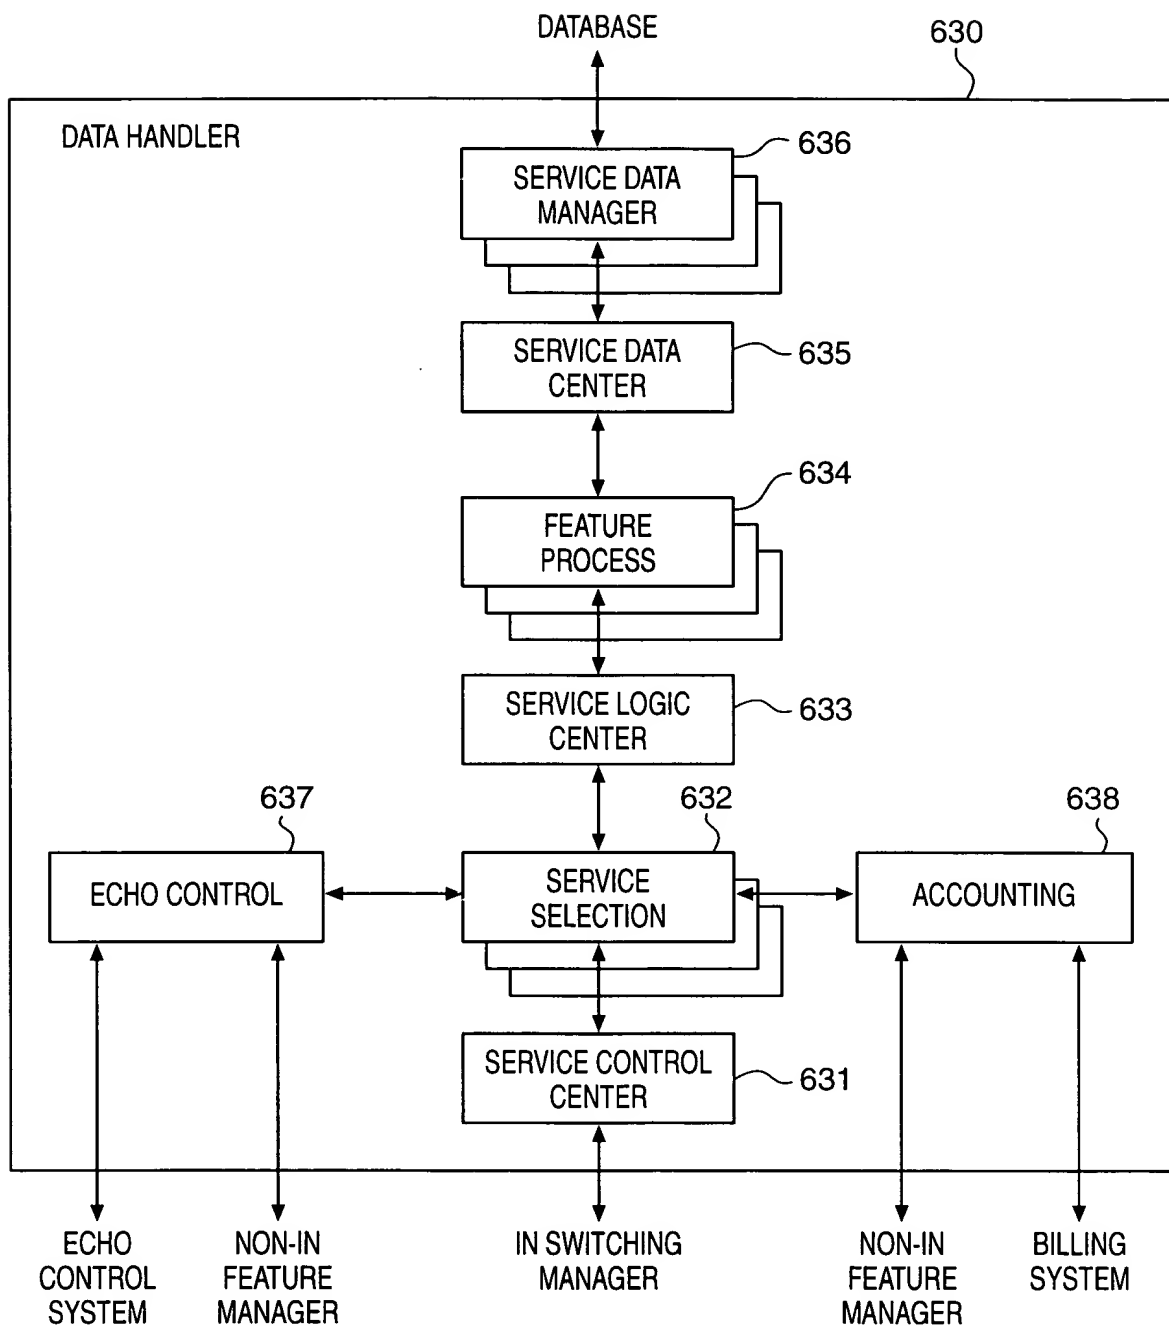 DATABASE
630
DATA HANDLER
636
SERVICE DATA
MANAGER
SERVICE DATA
CENTER
635
634
FEATURE
PROCESS
SERVICE LOGIC
CENTER
633
637
632
638
ECHO CONTROL
SERVICE
SELECTION
ACCOUNTING
SERVICE CONTROL
CENTER
631
ECHO
CONTROL
SYSTEM
NON-IN
FEATURE
MANAGER
IN SWITCHING
MANAGER
NON-IN
FEATURE
MANAGER
BILLING
SYSTEM